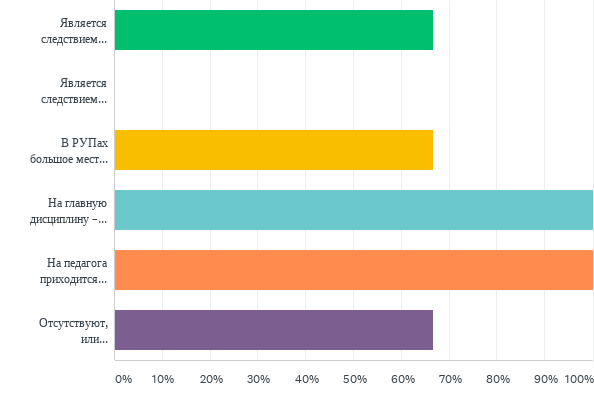 Является
следствием...
Является
следствием...
В РУПах
большое мест...
На главную
дисциплину –...
На педагога
приходится...
Отсутствуют,
или...
0% 10% 20% 30% 40% 50% 60% 70% 80% 90% 100%